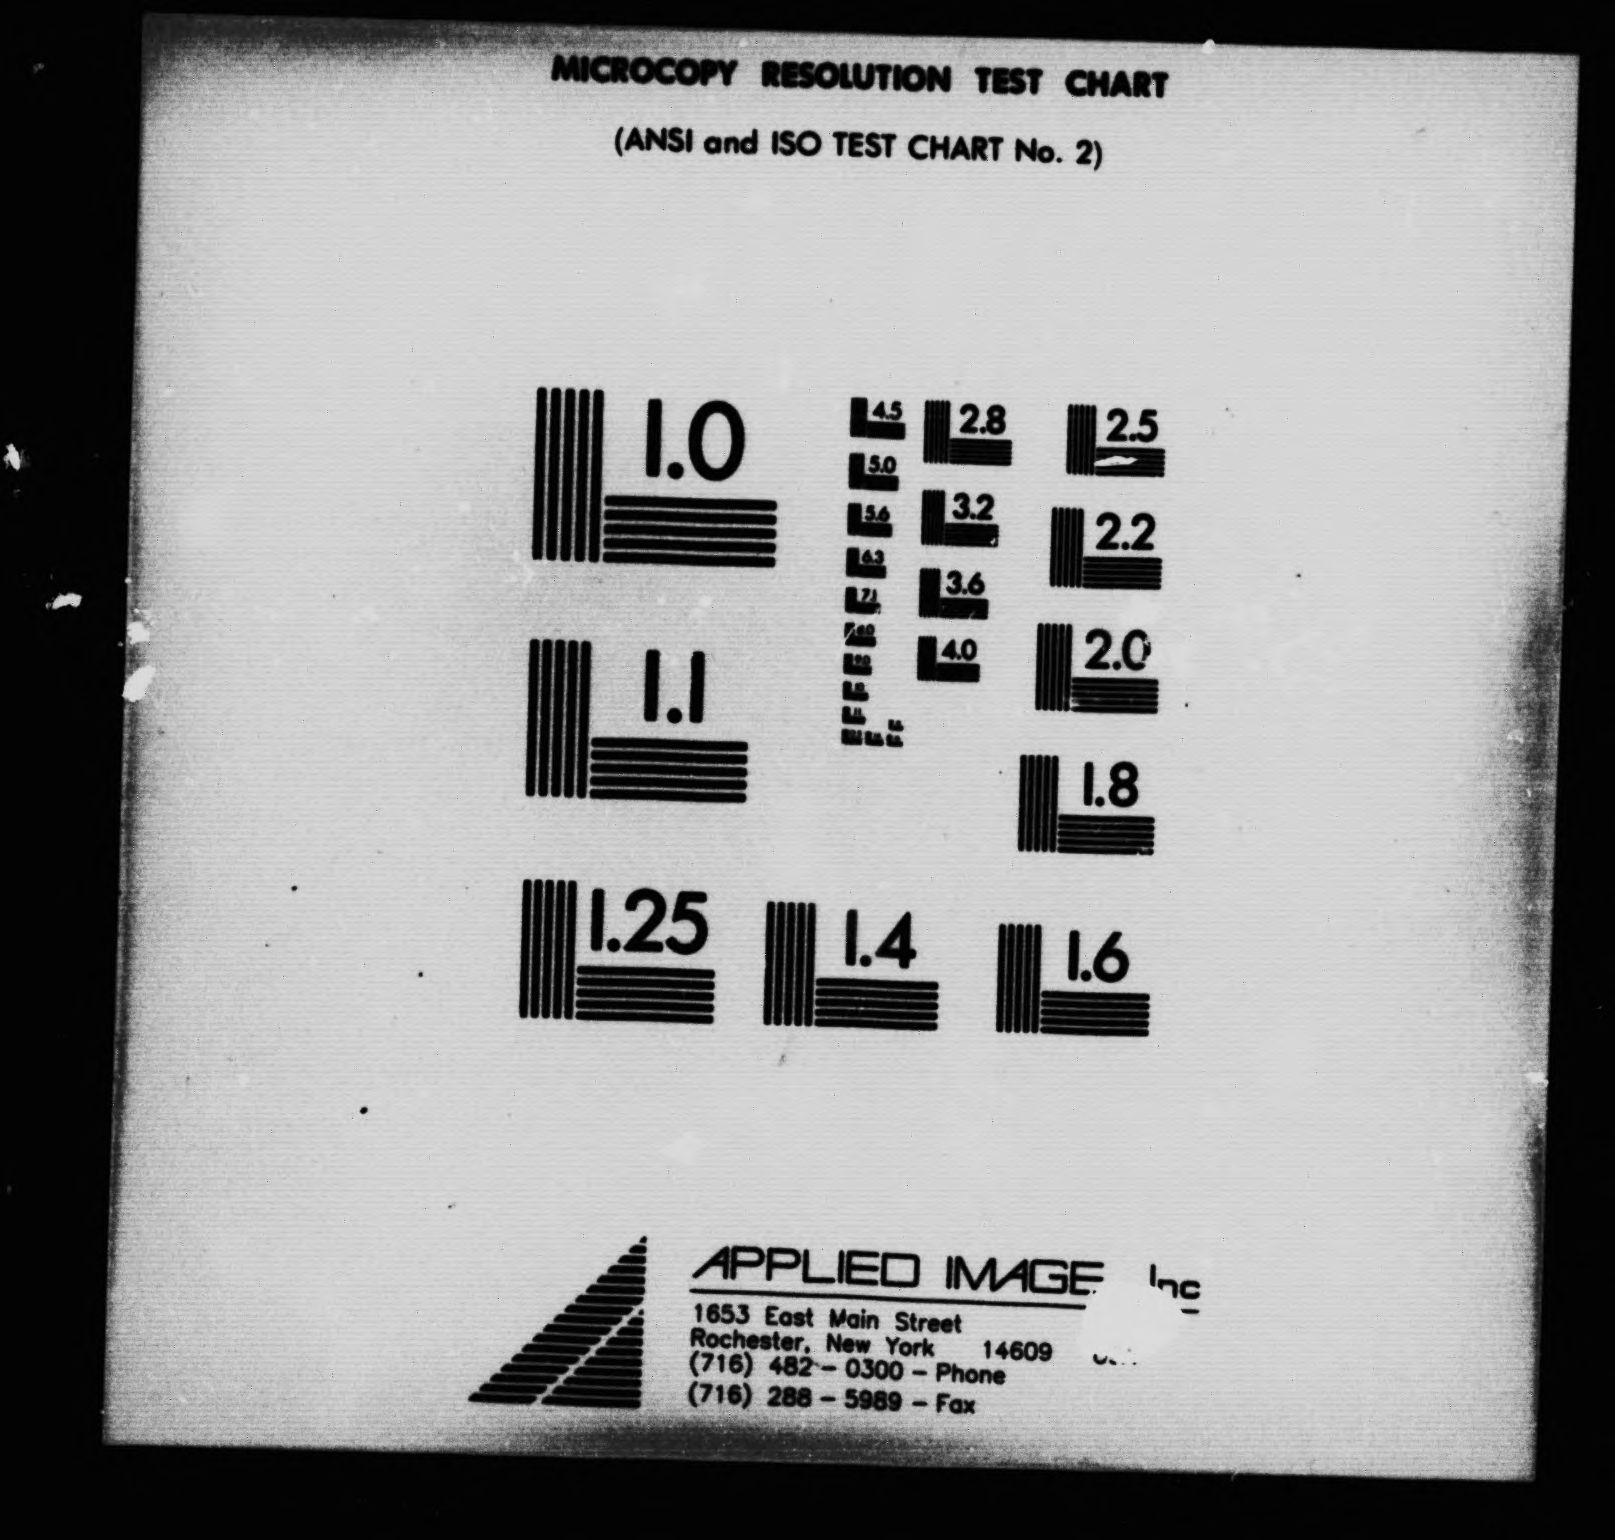 MICROCOPY RESOLUTION TEST CHART
(ANSI and ISO TEST CHART No. 2)
1.0
1.1
1.25
1.4
1.6
1.8
2.0
2.2
2.5
2.8
3.2
3.6
4.0
4.5
5.0
5.6
6.3
7.1
APPLIED IMAGE Inc
1653 East Main Street
Rochester, New York 14609
(716) 482 - 0300 - Phone
(716) 288 - 5989 - Fax